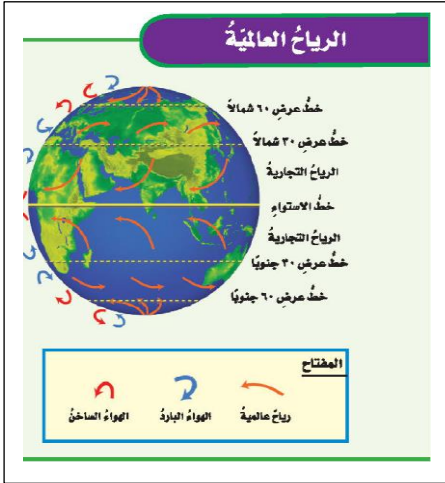 الرياحُ العالميّةُ
خطُّ عرضِ ٦٠ شمالاً
خطُّ عرضِ ٣٠ شمالاً
الرياحُ التجاريةُ
خطُّ الاستواءِ
الرياحُ التجاريةُ
خطُّ عرضِ ٣٠ جنوبًا
خطُّ عرضِ ٦٠ جنوبًا
المفتاح
رياحٌ عالميةٌ
الهواءُ الباردُ
الهواءُ الساخنُ